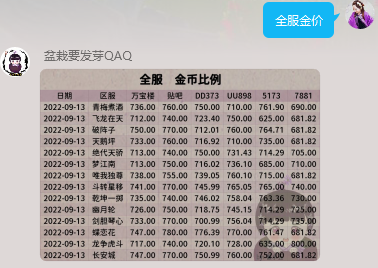 全服金价
盆栽要发芽QAQ
全服 金币比例
日期 区服 万宝楼 贴吧 DD373 UU898 5173 7881
2022-09-13 青梅煮酒 736.00 760.00 750.00 710.00 761.90 690.00
2022-09-13 飞龙在天 712.00 740.00 723.40 750.00 625.00 681.82
2022-09-13 破阵子 750.00 770.00 712.01 760.00 764.71 681.82
2022-09-13 天鹅坪 733.00 760.00 716.92 710.00 735.00 681.82
2022-09-13 绝代天骄 713.00 740.00 750.00 731.43 714.29 705.00
2022-09-13 梦江南 713.00 750.00 716.02 736.10 685.00 710.00
2022-09-13 唯我独尊 738.00 755.00 739.05 760.10 715.00 681.82
2022-09-13 斗转星移 741.00 770.00 745.99 765.05 765.00 740.00
2022-09-13 乾坤一掷 735.00 740.00 746.02 758.04 763.36 730.00
2022-09-13 幽月轮 726.00 750.00 718.75 745.15 714.29 725.00
2022-09-13 剑胆琴心 733.00 770.00 700.99 756.04 714.29 735.00
2022-09-13 蝶恋花 747.00 780.00 776.39 770.00 761.47 681.82
2022-09-13 龙争虎斗 717.00 740.00 720.10 728.00 635.00 800.00
2022-09-13 长安城 747.00 770.00 750.99 760.00 752.00 681.82